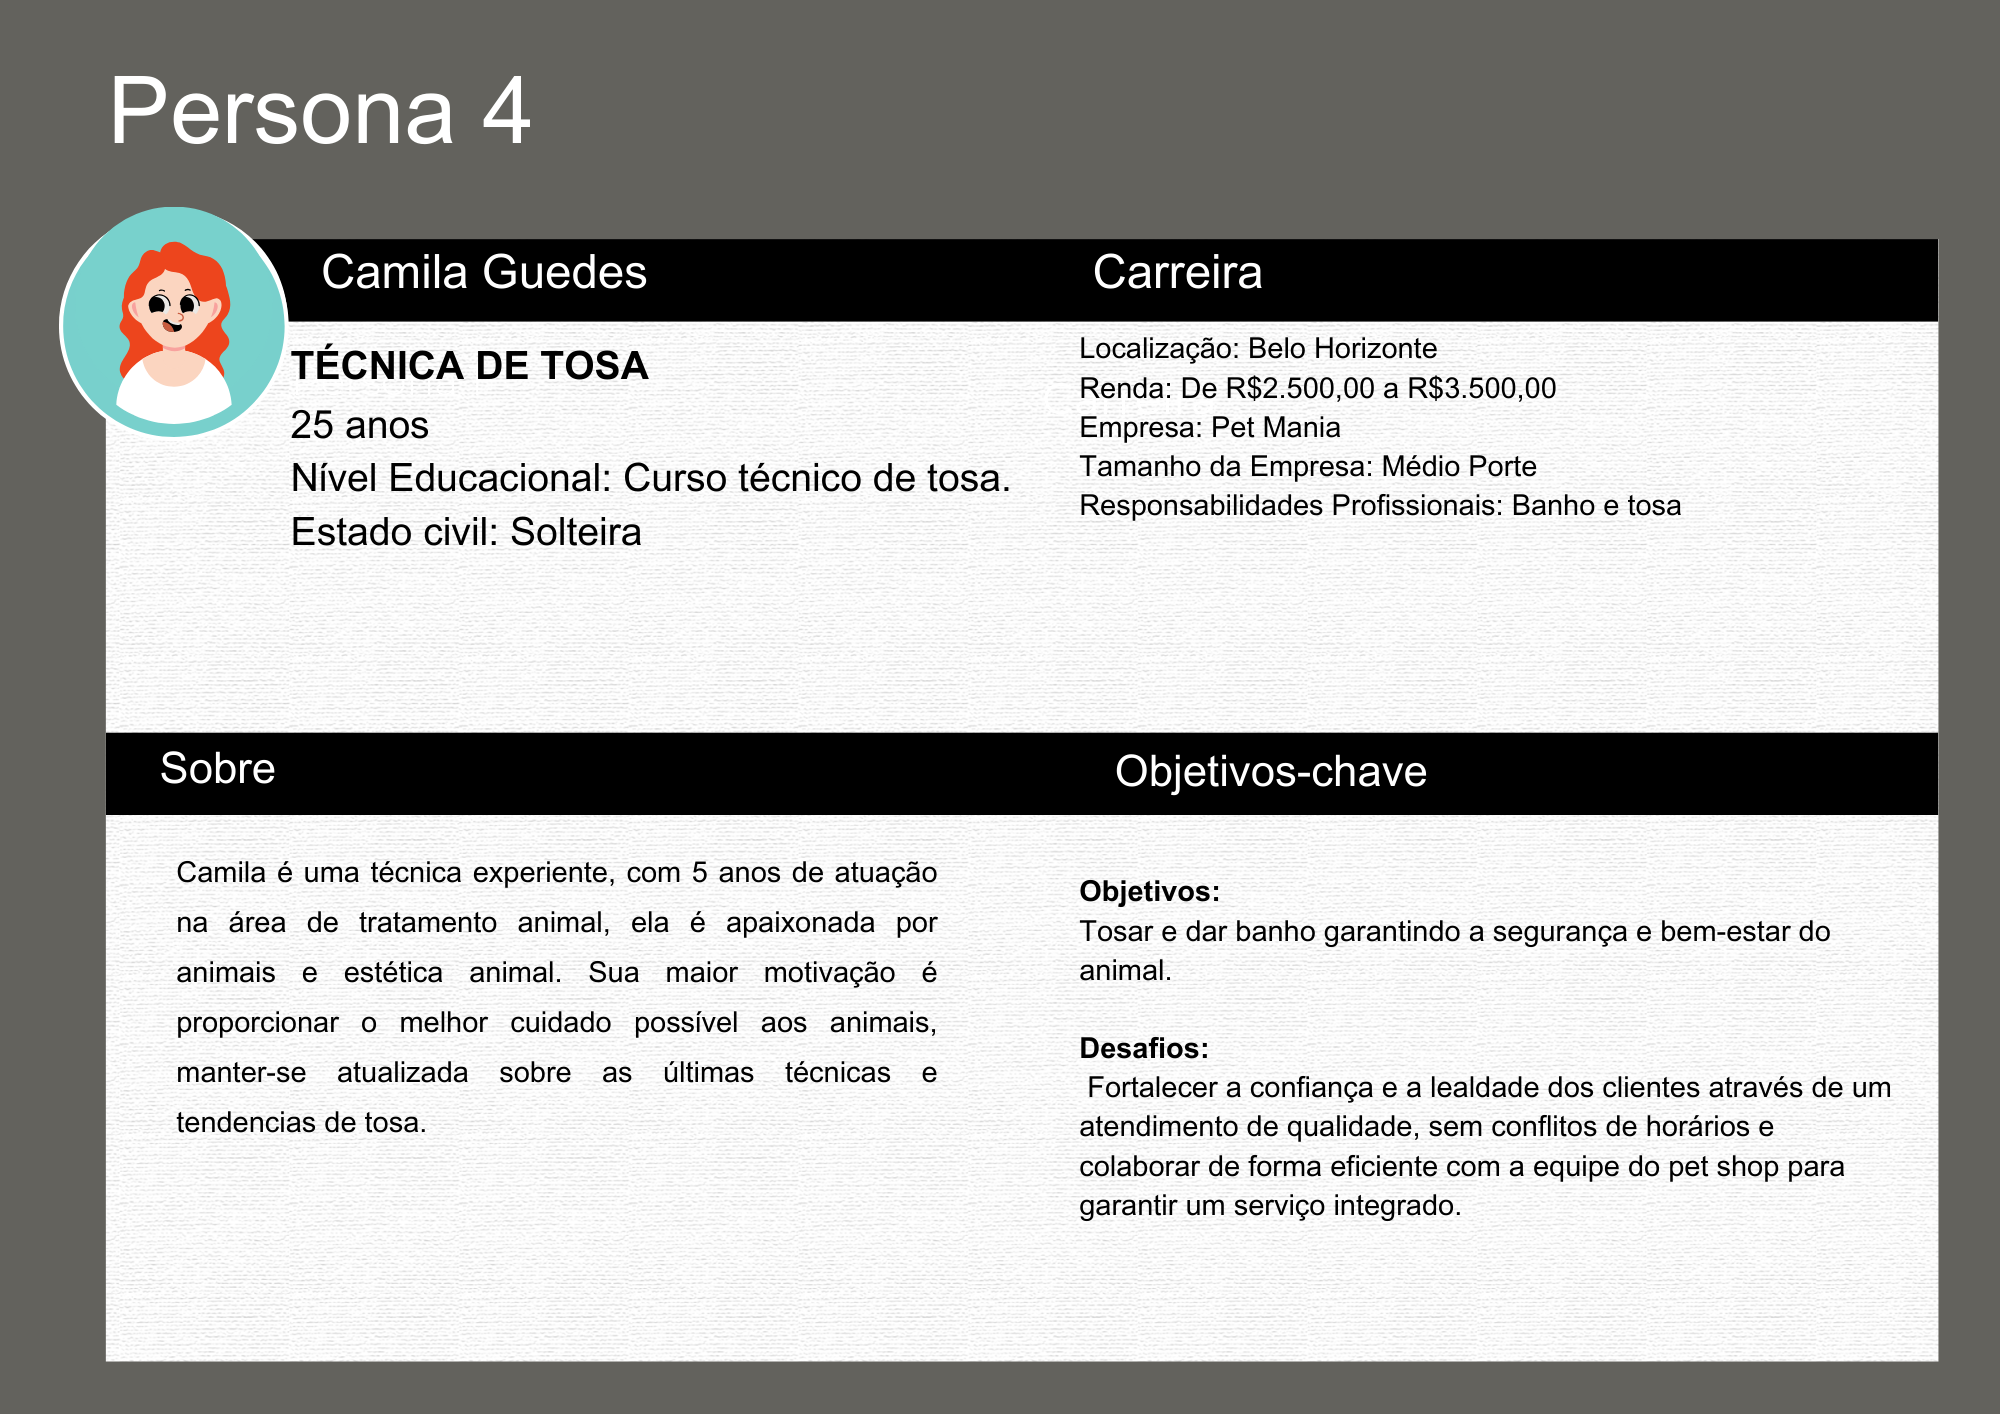 Persona 4
Camila Guedes
TÉCNICA DE TOSA
25 anos
Nível Educacional: Curso técnico de tosa.
Estado civil: Solteira
Carreira
Localização: Belo Horizonte
Renda: De R$2.500,00 a R$3.500,00
Empresa: Pet Mania
Tamanho da Empresa: Médio Porte
Responsabilidades Profissionais: Banho e tosa
Sobre
Camila é uma técnica experiente, com 5 anos de atuação
na área de tratamento animal, ela é apaixonada por
animais e estética animal. Sua maior motivação é
proporcionar o melhor cuidado possível aos animais,
manter-se atualizada sobre as últimas técnicas e
tendencias de tosa.
Objetivos-chave
Objetivos:
Tosar e dar banho garantindo a segurança e bem-estar do
animal.
Desafios:
Fortalecer a confiança e a lealdade dos clientes através de um
atendimento de qualidade, sem conflitos de horários e
colaborar de forma eficiente com a equipe do pet shop para
garantir um serviço integrado.